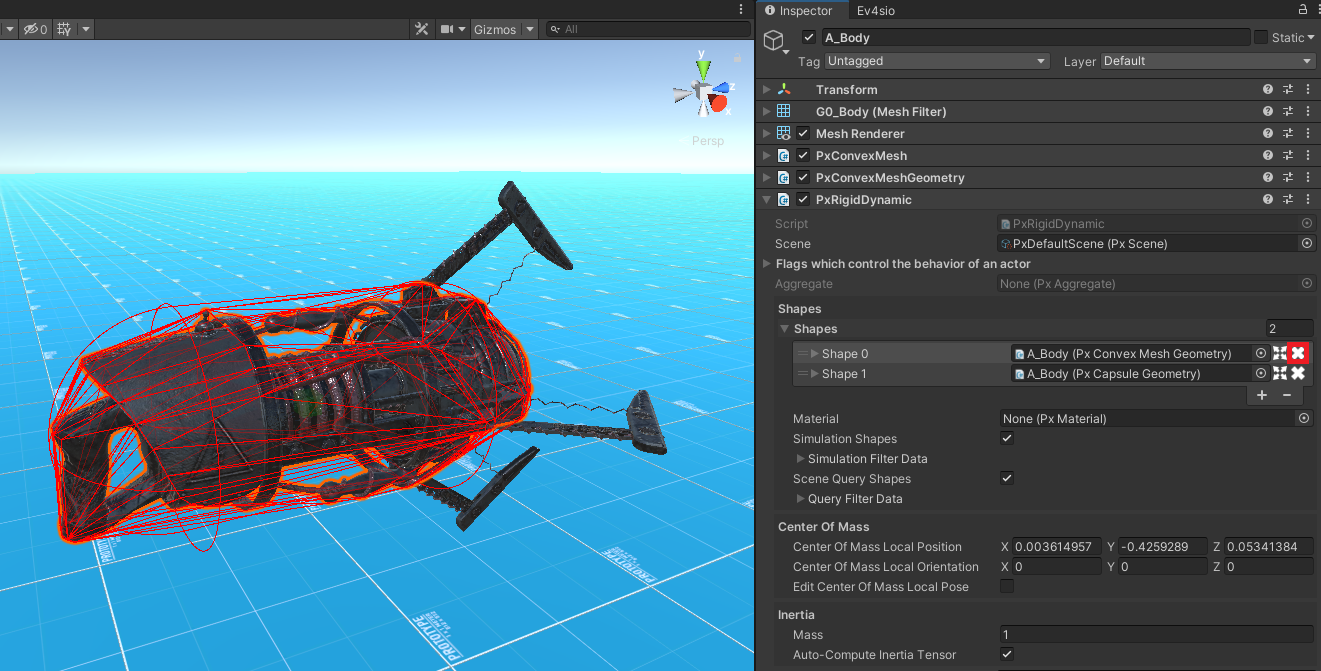 Inspector Ev4sio
0 Gizmos All
A_Body Static
Tag Untagged Layer Default
Transform
G0_Body (Mesh Filter)
Mesh Renderer
PxConvexMesh
PxConvexMeshGeometry
PxRigidDynamic
Script PxRigidDynamic
Scene PxDefaultScene (Px Scene)
Flags which control the behavior of an actor
Aggregate None (Px Aggregate)
Shapes
Shapes 2
Shape 0 A_Body (Px Convex Mesh Geometry)
Shape 1 A_Body (Px Capsule Geometry)
+ −
Material None (Px Material)
Simulation Shapes
Simulation Filter Data
Scene Query Shapes
Query Filter Data
Center Of Mass
Center Of Mass Local Position X 0.003614957 Y -0.4259289 Z 0.05341384
Center Of Mass Local Orientation X 0 Y 0 Z 0
Edit Center Of Mass Local Pose
Inertia
Mass 1
Auto-Compute Inertia Tensor
y
z
x
Persp
PROTOTYPE
PROTOTYPE
PROTOTYPE